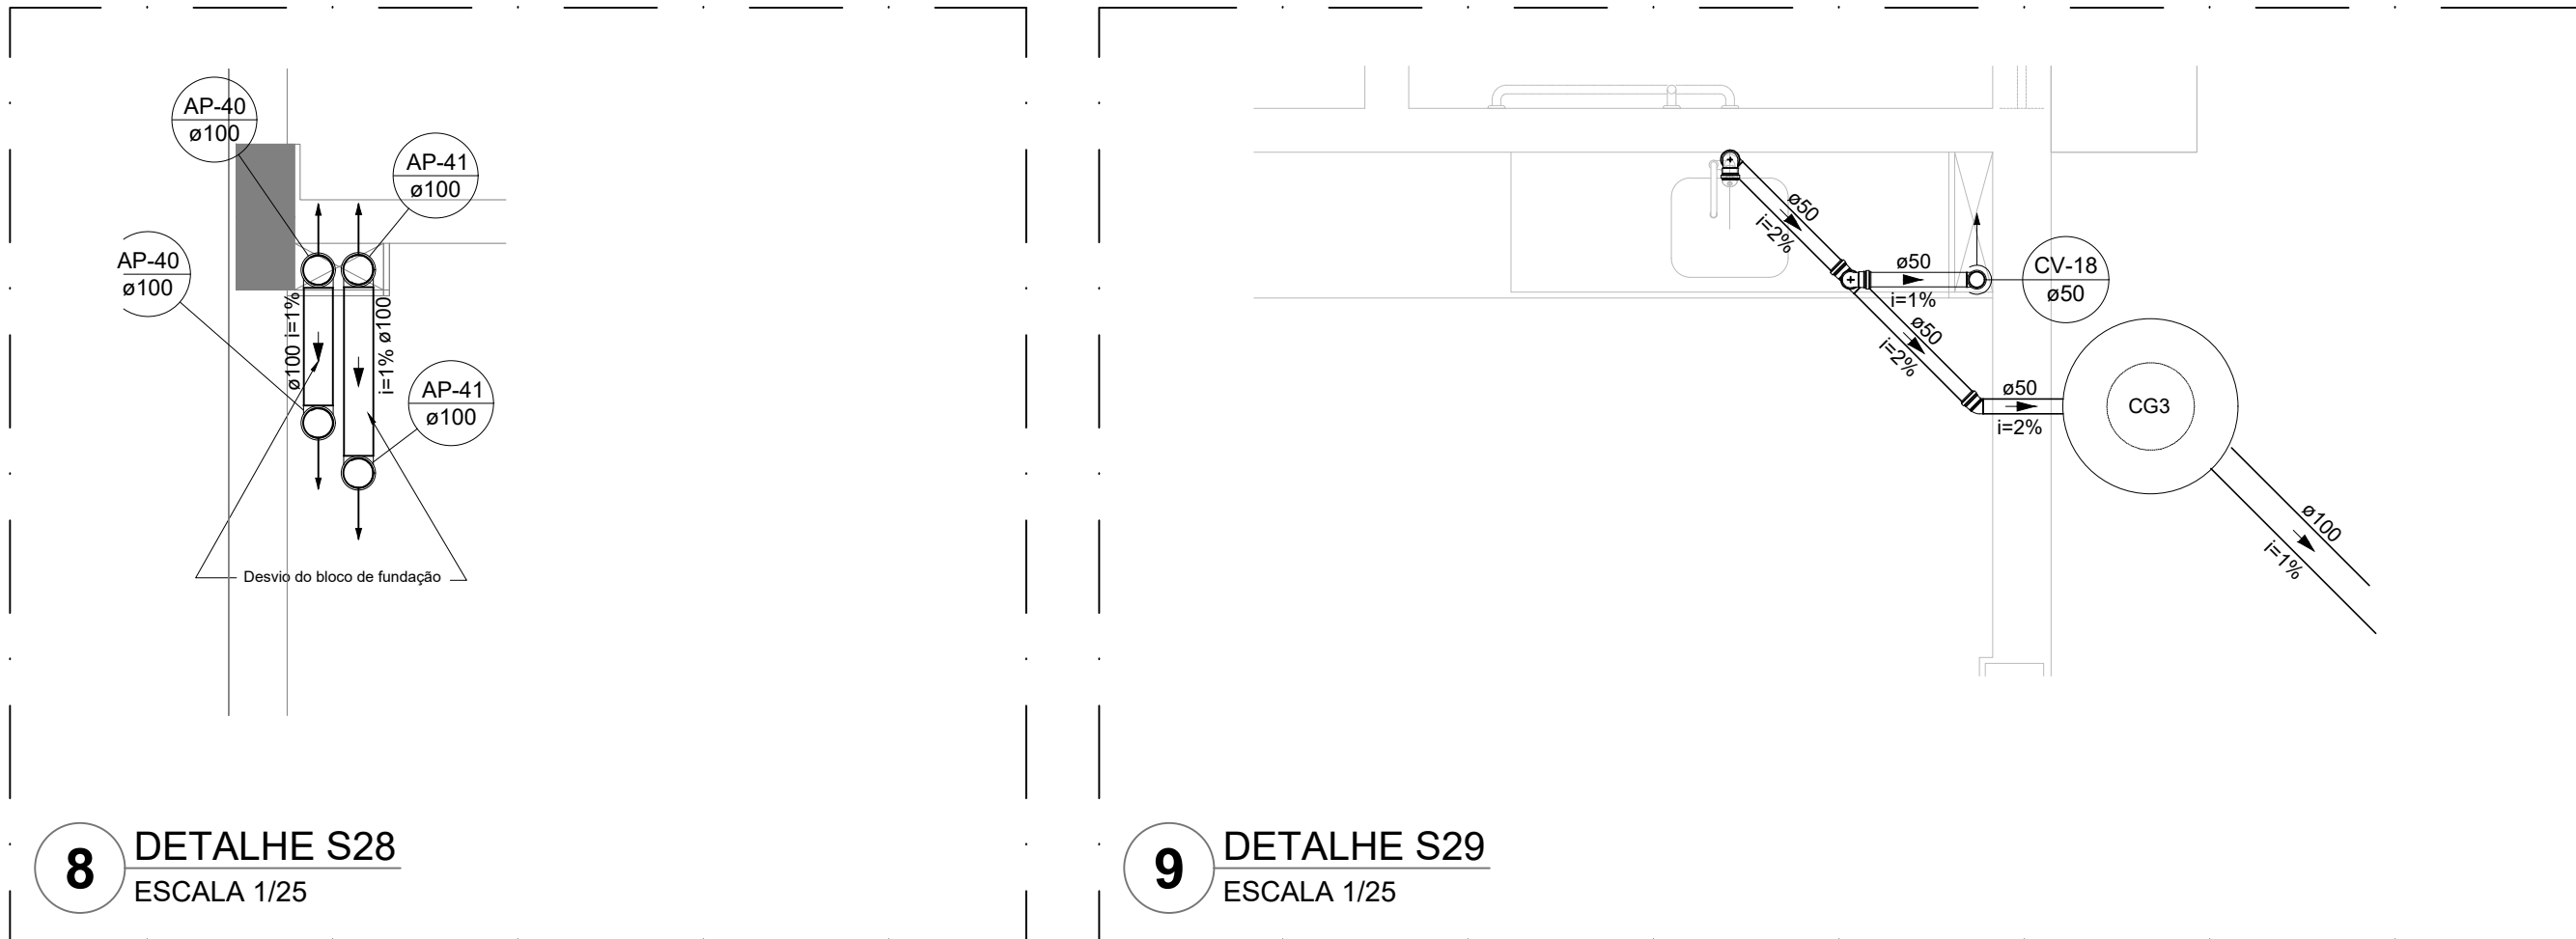 AP-40
ø100
AP-41
ø100
AP-40
ø100
ø100 i=1%
i=1% ø100
AP-41
ø100
Desvio do bloco de fundação
8
DETALHE S28
ESCALA 1/25
ø50
i=2%
ø50
i=1%
CV-18
ø50
ø50
i=2%
ø50
i=2%
CG3
ø100
i=1%
9
DETALHE S29
ESCALA 1/25